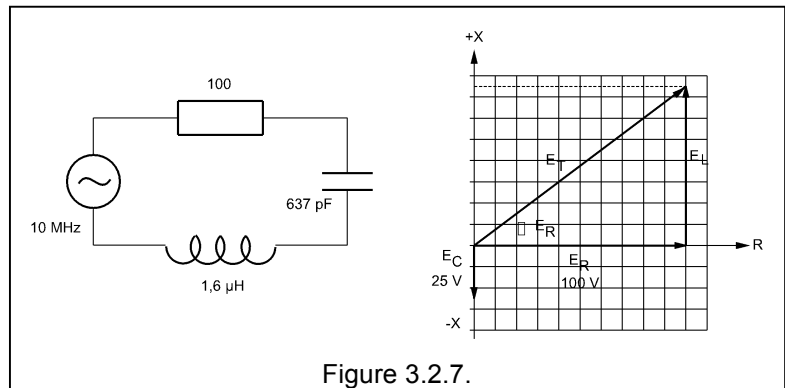 100
637 pF
10 MHz
1,6 µH
+X
E_T
E_L
E_R
R
E_C
25 V
E_R
100 V
-X
Figure 3.2.7.